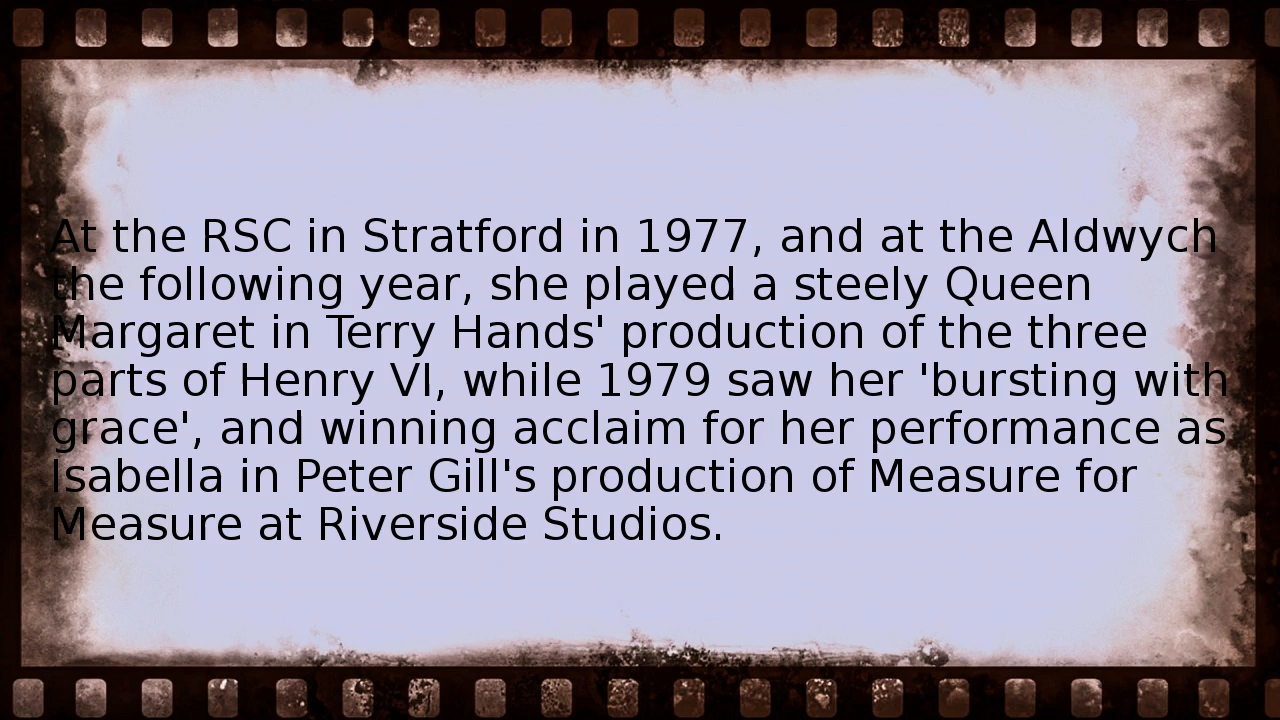 At the RSC in Stratford in 1977, and at the Aldwych
the following year, she played a steely Queen
Margaret in Terry Hands' production of the three
parts of Henry VI, while 1979 saw her 'bursting with
grace', and winning acclaim for her performance as
Isabella in Peter Gill's production of Measure for
Measure at Riverside Studios.